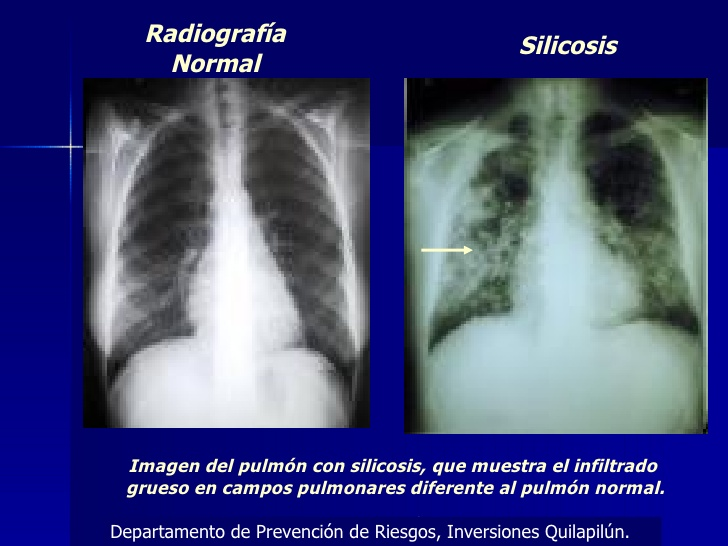 Radiografía
Normal
Silicosis
Imagen del pulmón con silicosis, que muestra el infiltrado
grueso en campos pulmonares diferente al pulmón normal.
Departamento de Prevención de Riesgos, Inversiones Quilapilún.